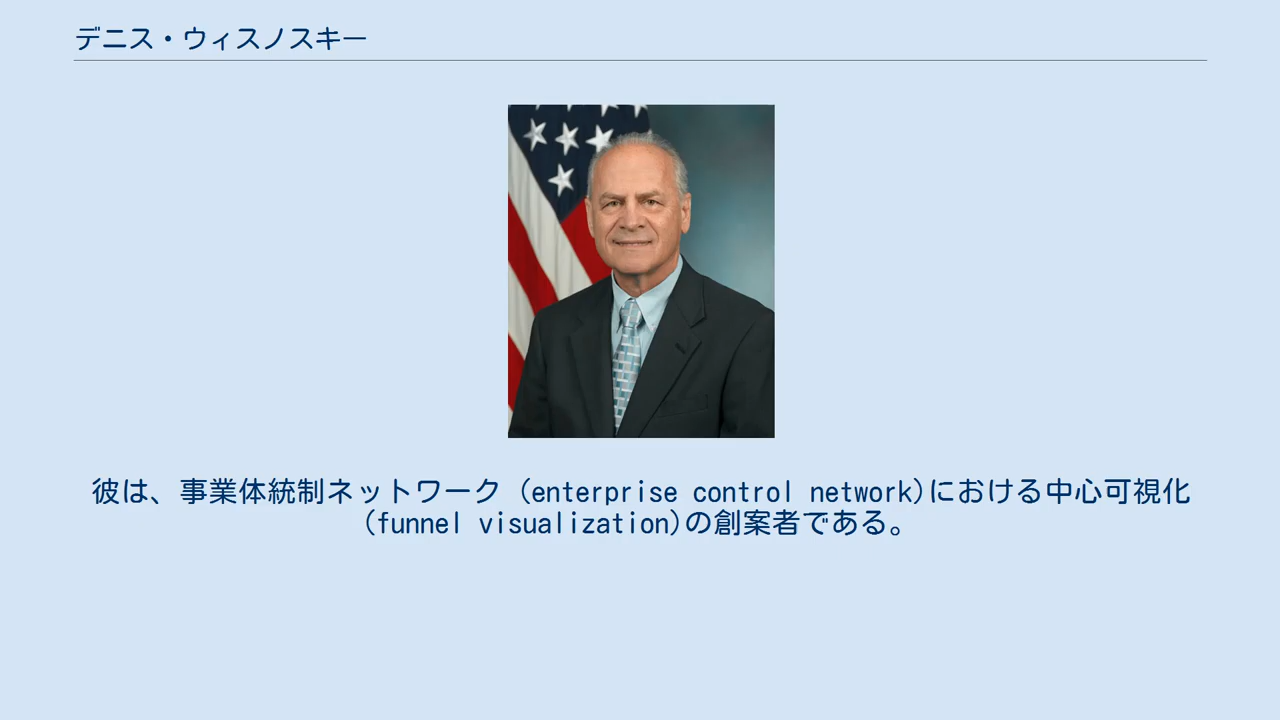 デニス・ウィスノスキー
彼は、事業体統制ネットワーク (enterprise control network)における中心可視化
(funnel visualization)の創案者である。